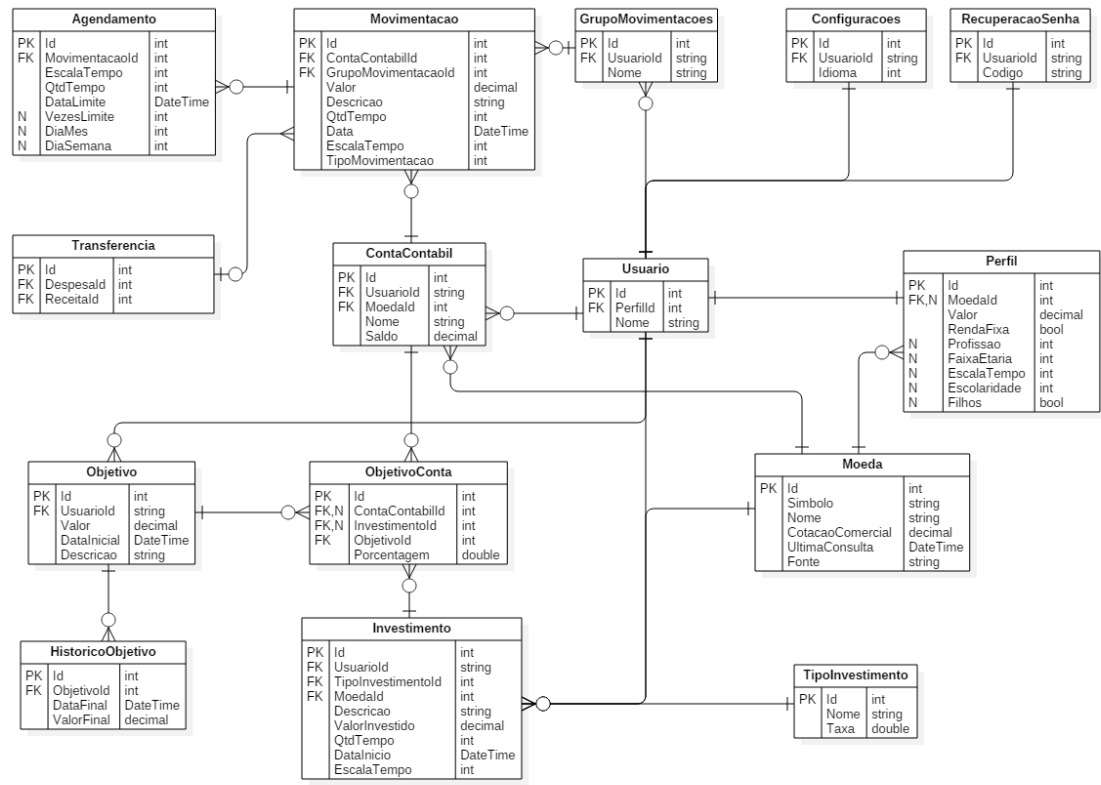 Agendamento
PK Id int
FK MovimentacaoId int
EscalaTempo int
QtdTempo int
DataLimite DateTime
N VezesLimite int
N DiaMes int
N DiaSemana int
Movimentacao
PK Id int
FK ContaContabilId int
FK GrupoMovimentacaoId int
Valor decimal
Descricao string
QtdTempo int
Data DateTime
EscalaTempo int
TipoMovimentacao int
GrupoMovimentacoes
PK Id int
FK UsuarioId string
Nome string
Configuracoes
PK Id int
FK UsuarioId string
Idioma int
RecuperacaoSenha
PK Id int
FK UsuarioId string
Codigo string
Transferencia
PK Id int
FK DespesaId int
FK ReceitaId int
ContaContabil
PK Id int
FK UsuarioId string
FK MoedaId int
Nome string
Saldo decimal
Usuario
PK Id int
FK PerfilId int
Nome string
Perfil
PK Id int
FK,N MoedaId int
Valor decimal
RendaFixa bool
N Profissao int
N FaixaEtaria int
N EscalaTempo int
N Escolaridade int
N Filhos bool
Objetivo
PK Id int
FK UsuarioId string
Valor decimal
DataInicial DateTime
Descricao string
ObjetivoConta
PK Id int
FK,N ContaContabilId int
FK,N InvestimentoId int
FK ObjetivoId int
Porcentagem double
Moeda
PK Id int
Simbolo string
Nome string
CotacaoComercial decimal
UltimaConsulta DateTime
Fonte string
HistoricoObjetivo
PK Id int
FK ObjetivoId int
DataFinal DateTime
ValorFinal decimal
Investimento
PK Id int
FK UsuarioId string
FK TipoInvestimentoId int
FK MoedaId int
Descricao string
ValorInvestido decimal
QtdTempo int
DataInicio DateTime
EscalaTempo int
TipoInvestimento
PK Id int
Nome string
Taxa double